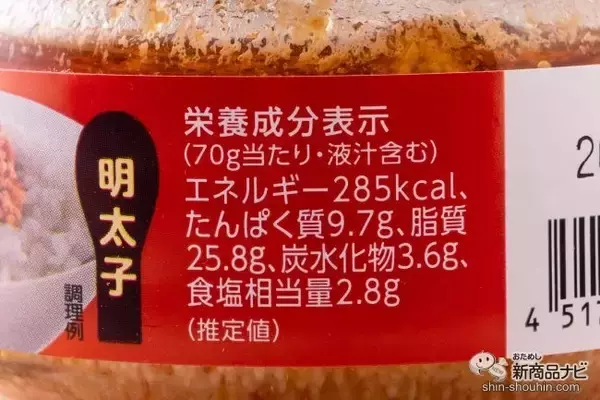 栄養成分表示
(70g当たり・液汁含む)
エネルギー285kcal、
たんぱく質9.7g、脂質
25.8g、炭水化物3.6g、
食塩相当量2.8g
(推定値)
明太子
調理例
2
4 517
おためし
新商品ナビ
shin-shouhin.com